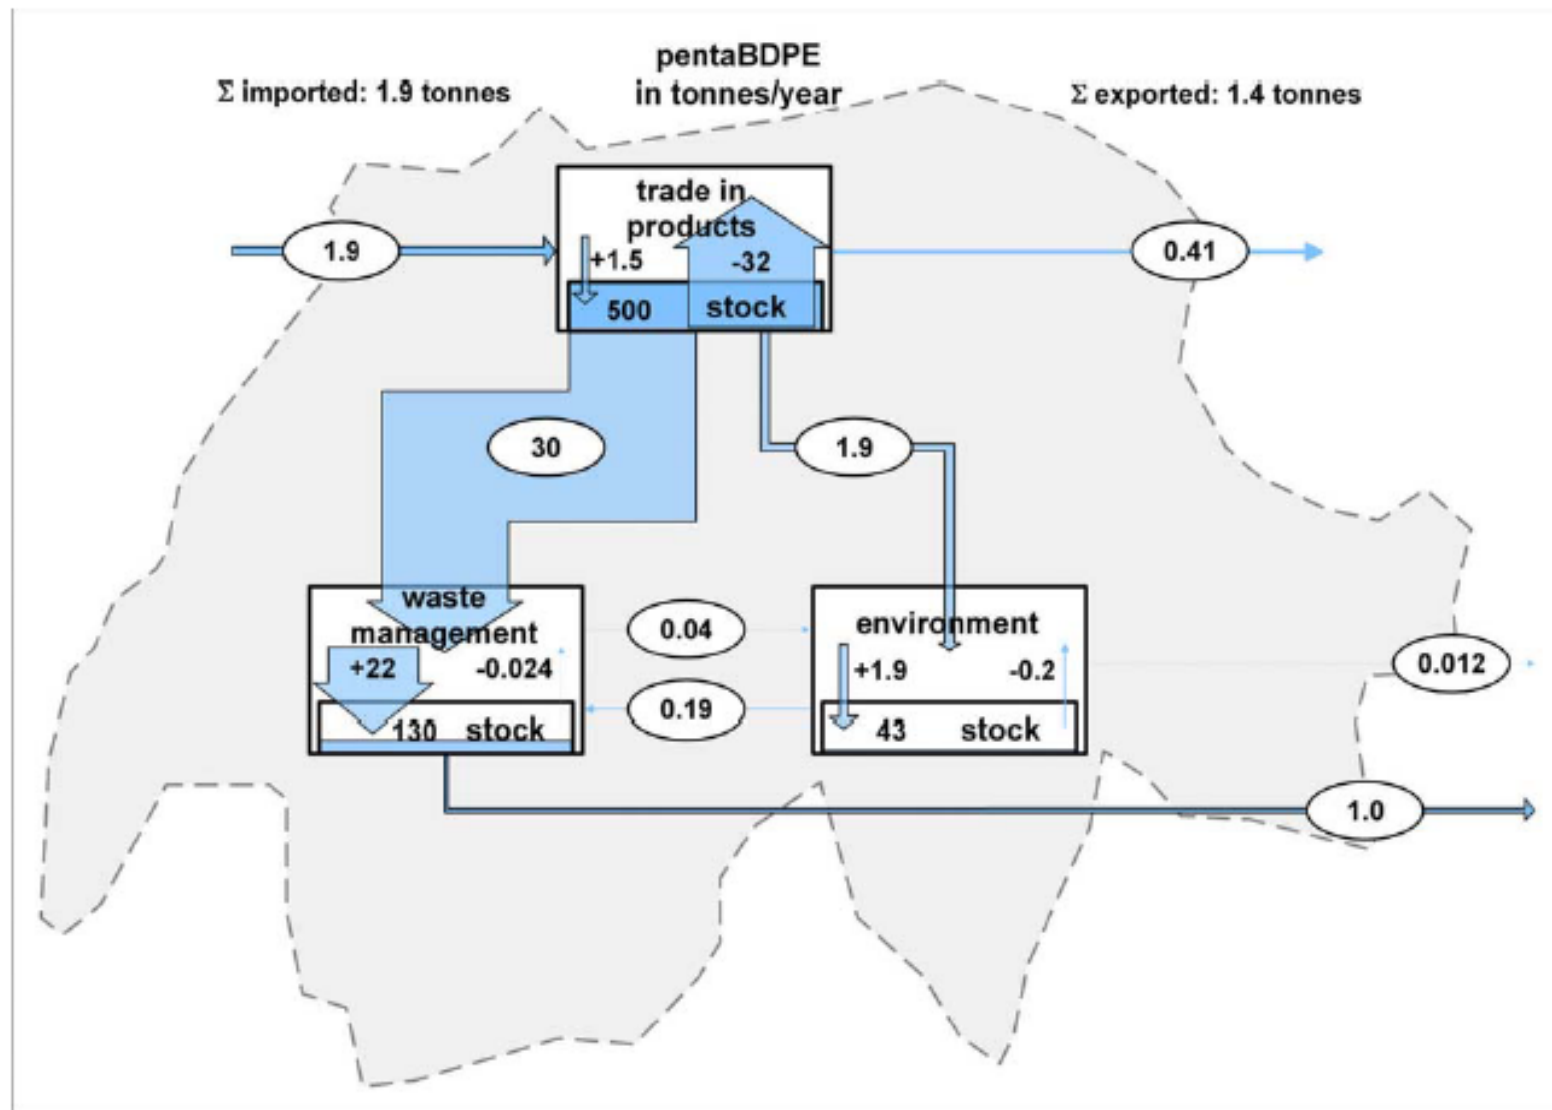 pentaBDPE
in tonnes/year
Σ imported: 1.9 tonnes
Σ exported: 1.4 tonnes
trade in
products
1.9
+1.5
-32
0.41
500
stock
30
1.9
waste
management
+22
-0.024
130
stock
0.04
0.19
environment
+1.9
-0.2
43
stock
0.012
1.0